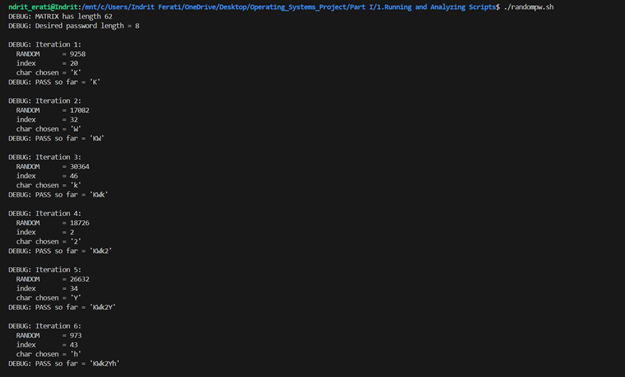 ndrit_erati@Indrit:/mnt/c/Users/Indrit Ferati/OneDrive/Desktop/Operating_Systems_Project/Part I/1.Running and Analyzing Scripts$ ./randompw.sh
DEBUG: MATRIX has length 62
DEBUG: Desired password length = 8
DEBUG: Iteration 1:
RANDOM = 9258
index = 20
char chosen = 'K'
DEBUG: PASS so far = 'K'
DEBUG: Iteration 2:
RANDOM = 17082
index = 32
char chosen = 'W'
DEBUG: PASS so far = 'KW'
DEBUG: Iteration 3:
RANDOM = 30364
index = 46
char chosen = 'k'
DEBUG: PASS so far = 'KWk'
DEBUG: Iteration 4:
RANDOM = 18726
index = 2
char chosen = '2'
DEBUG: PASS so far = 'KWk2'
DEBUG: Iteration 5:
RANDOM = 26632
index = 34
char chosen = 'Y'
DEBUG: PASS so far = 'KWk2Y'
DEBUG: Iteration 6:
RANDOM = 973
index = 43
char chosen = 'h'
DEBUG: PASS so far = 'KWk2Yh'